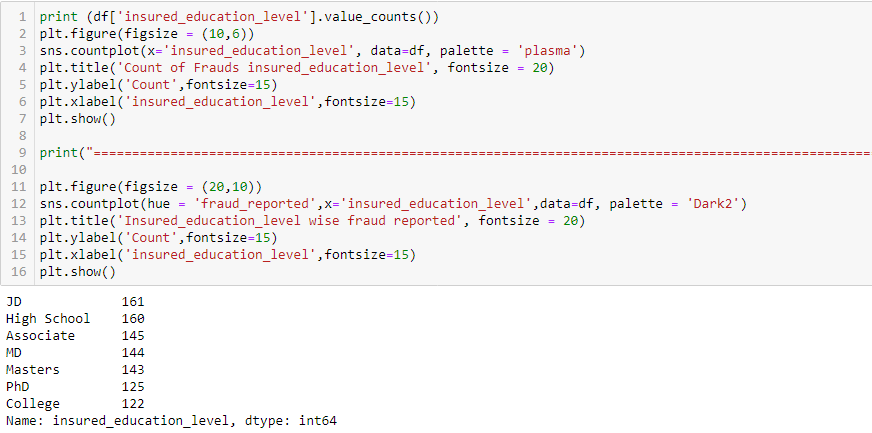 1 print (df['insured_education_level'].value_counts())
2 plt.figure(figsize = (10,6))
3 sns.countplot(x='insured_education_level', data=df, palette = 'plasma')
4 plt.title('Count of Frauds insured_education_level', fontsize = 20)
5 plt.ylabel('Count',fontsize=15)
6 plt.xlabel('insured_education_level',fontsize=15)
7 plt.show()
8
9 print("=====================================================================================================
10
11 plt.figure(figsize = (20,10))
12 sns.countplot(hue = 'fraud_reported',x='insured_education_level',data=df, palette = 'Dark2')
13 plt.title('Insured_education_level wise fraud reported', fontsize = 20)
14 plt.ylabel('Count',fontsize=15)
15 plt.xlabel('insured_education_level',fontsize=15)
16 plt.show()
JD 161
High School 160
Associate 145
MD 144
Masters 143
PhD 125
College 122
Name: insured_education_level, dtype: int64